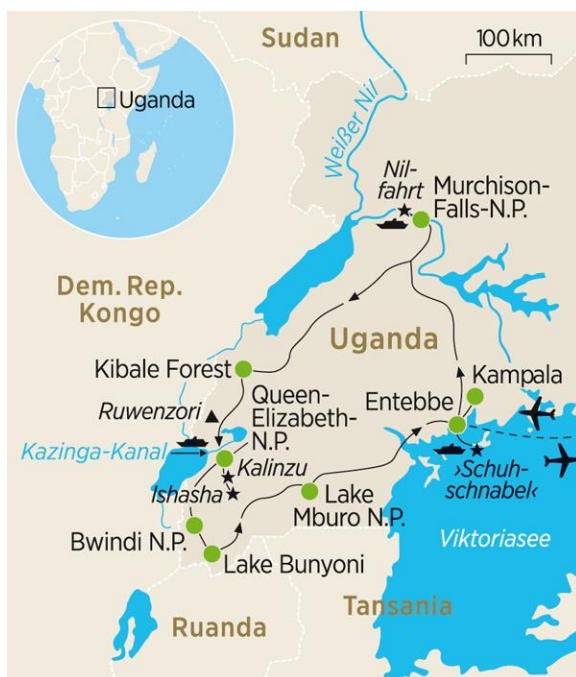 Sudan
100 km
Uganda
Weißer Nil
Nil-
fahrt
Murchison-
Falls-N.P.
Dem. Rep.
Kongo
Uganda
Kibale Forest
Queen-
Elizabeth-
N.P.
Kampala
Entebbe
Ruwenzori
Kazinga-Kanal
Kalinzu
›Schuh-
schnabel‹
Ishasha
Lake
Mburo N.P.
Bwindi N.P.
Viktoriasee
Lake Bunyoni
Tansania
Ruanda